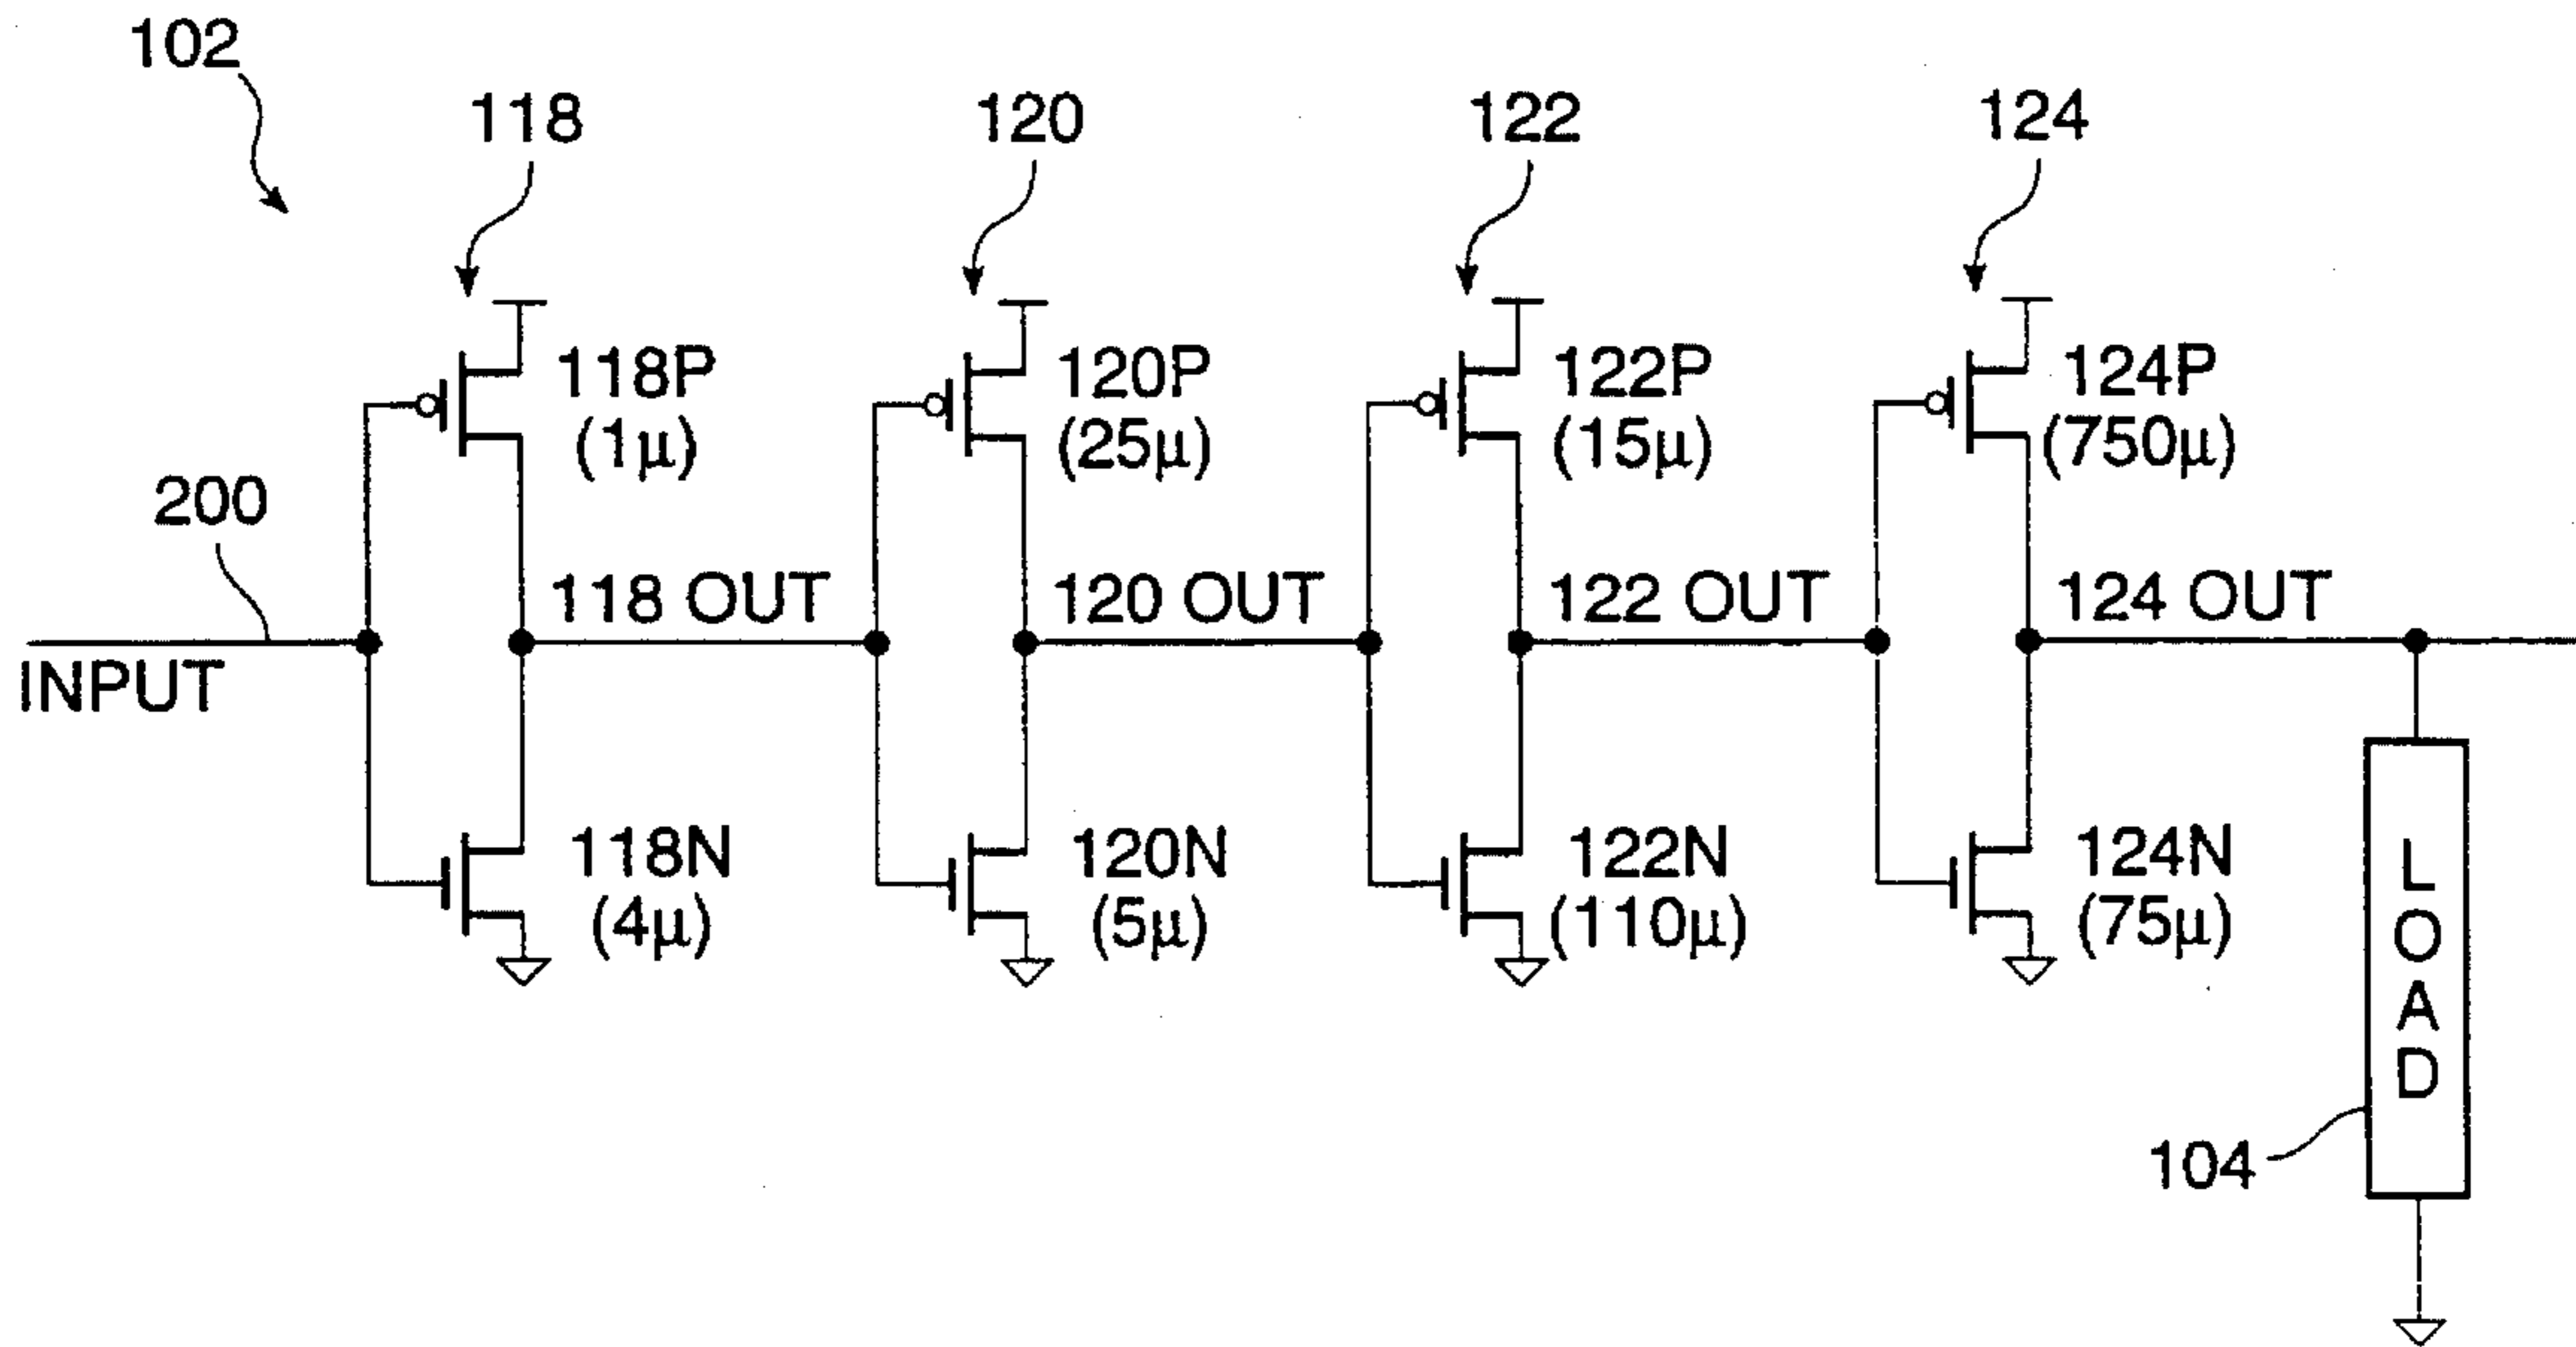 102
118
120
122
124
118P
(1µ)
120P
(25µ)
122P
(15µ)
124P
(750µ)
200
INPUT
118 OUT
120 OUT
122 OUT
124 OUT
118N
(4µ)
120N
(5µ)
122N
(110µ)
124N
(75µ)
LOAD
104